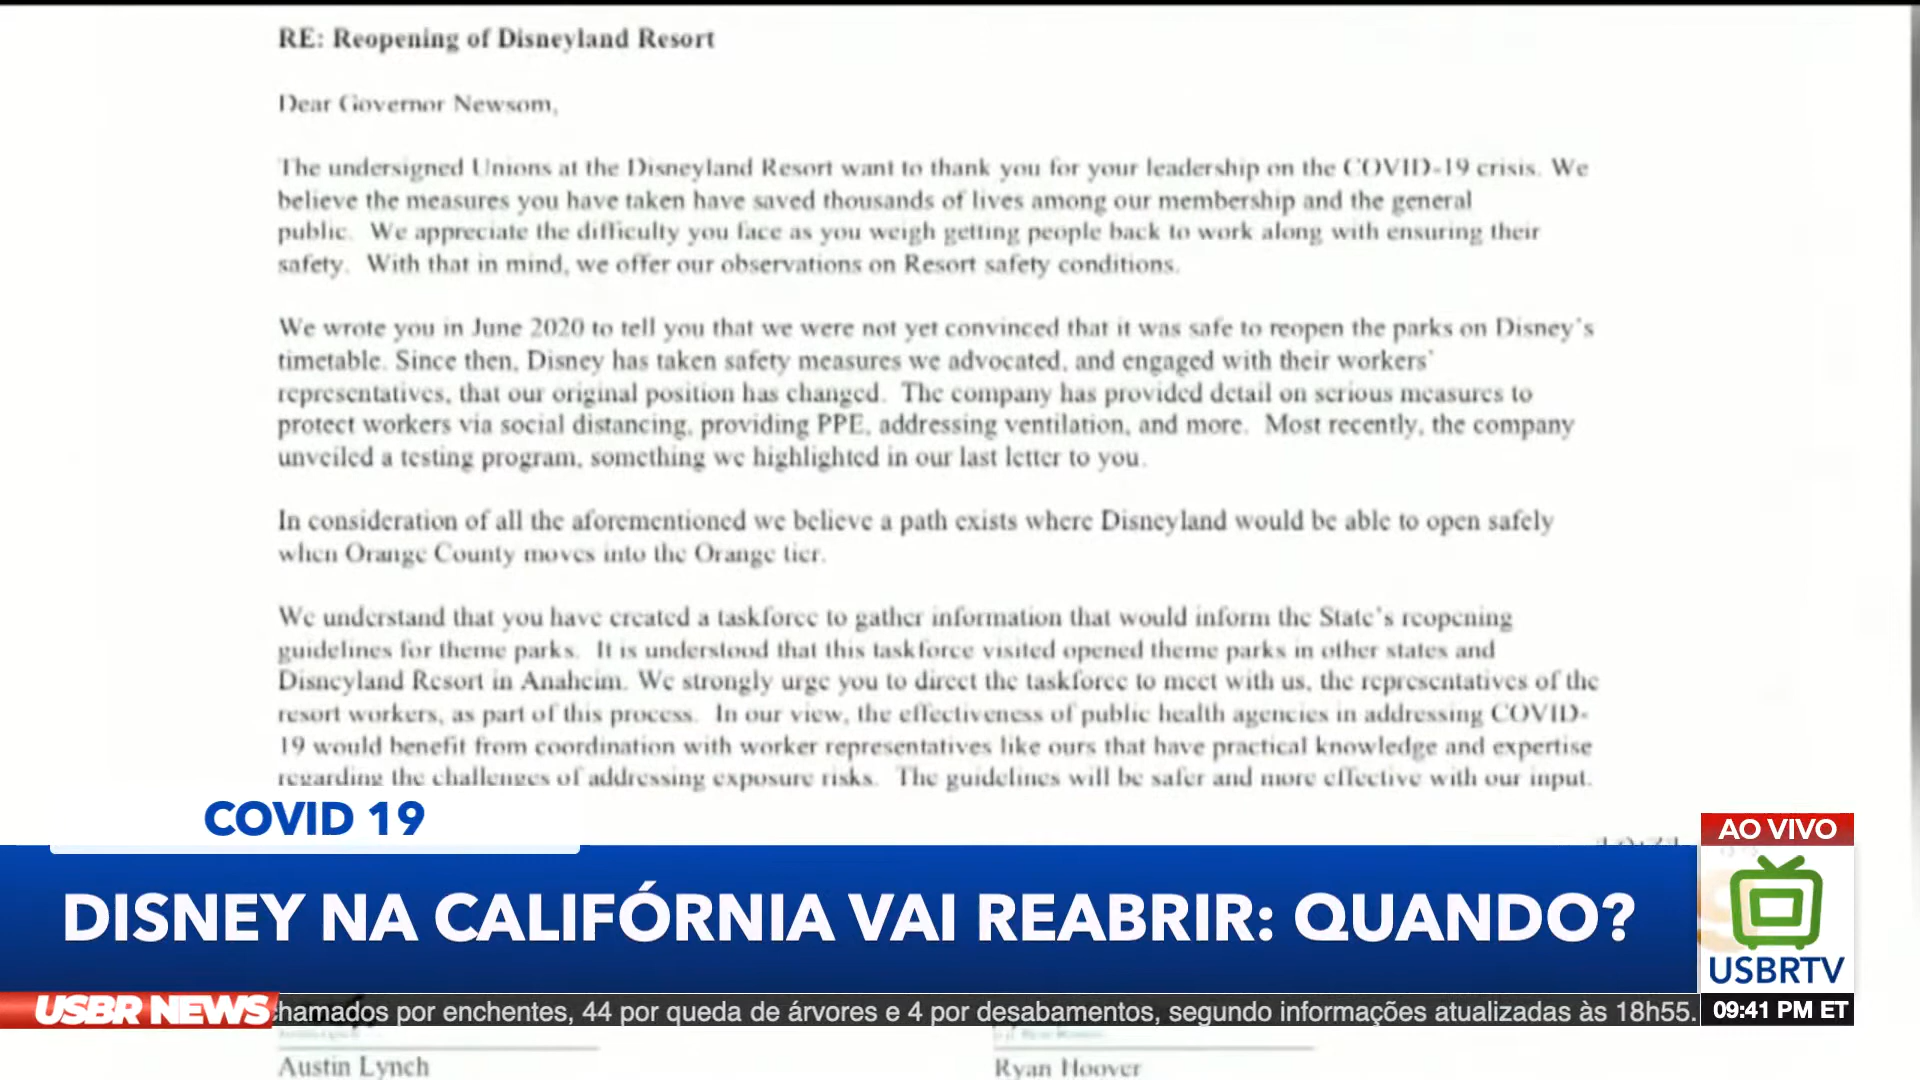 RE: Reopening of Disneyland Resort
Dear Governor Newsom,
The undersigned Unions at the Disneyland Resort want to thank you for your leadership on the COVID-19 crisis. We
believe the measures you have taken have saved thousands of lives among our membership and the general
public. We appreciate the difficulty you face as you weigh getting people back to work along with ensuring their
safety. With that in mind, we offer our observations on Resort safety conditions.
We wrote you in June 2020 to tell you that we were not yet convinced that it was safe to reopen the parks on Disney's
timetable. Since then, Disney has taken safety measures we advocated, and engaged with their workers'
representatives, that our original position has changed. The company has provided detail on serious measures to
protect workers via social distancing, providing PPE, addressing ventilation, and more. Most recently, the company
unveiled a testing program, something we highlighted in our last letter to you.
In consideration of all the aforementioned we believe a path exists where Disneyland would be able to open safely
when Orange County moves into the Orange tier.
We understand that you have created a taskforce to gather information that would inform the State's reopening
guidelines for theme parks. It is understood that this taskforce visited opened theme parks in other states and
Disneyland Resort in Anaheim. We strongly urge you to direct the taskforce to meet with us, the representatives of the
resort workers, as part of this process. In our view, the effectiveness of public health agencies in addressing COVID-
19 would benefit from coordination with worker representatives like ours that have practical knowledge and expertise
regarding the challenges of addressing exposure risks. The guidelines will be safer and more effective with our input.
COVID 19
AO VIVO
DISNEY NA CALIFÓRNIA VAI REABRIR: QUANDO?
USBRTV
USBR NEWS
hamados por enchentes, 44 por queda de árvores e 4 por desabamentos, segundo informações atualizadas às 18h55.
09:41 PM ET
Austin Lynch
Ryan Hoover